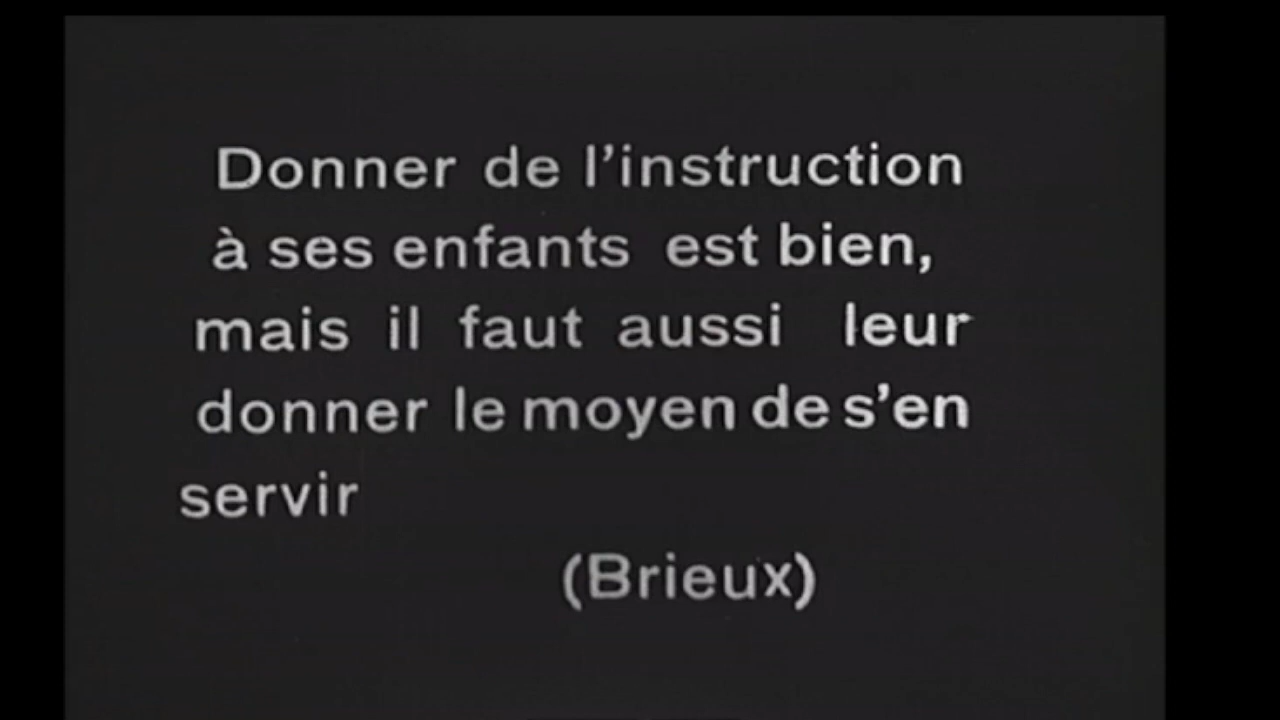 Donner de l'instruction
à ses enfants est bien,
mais il faut aussi leur
donner le moyen de s'en
servir
(Brieux)